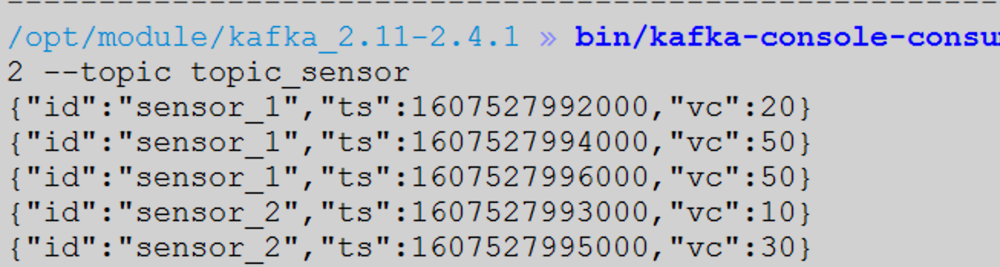 /opt/module/kafka_2.11-2.4.1 » bin/kafka-console-consu
2 --topic topic_sensor
{"id":"sensor_1","ts":1607527992000,"vc":20}
{"id":"sensor_1","ts":1607527994000,"vc":50}
{"id":"sensor_1","ts":1607527996000,"vc":50}
{"id":"sensor_2","ts":1607527993000,"vc":10}
{"id":"sensor_2","ts":1607527995000,"vc":30}